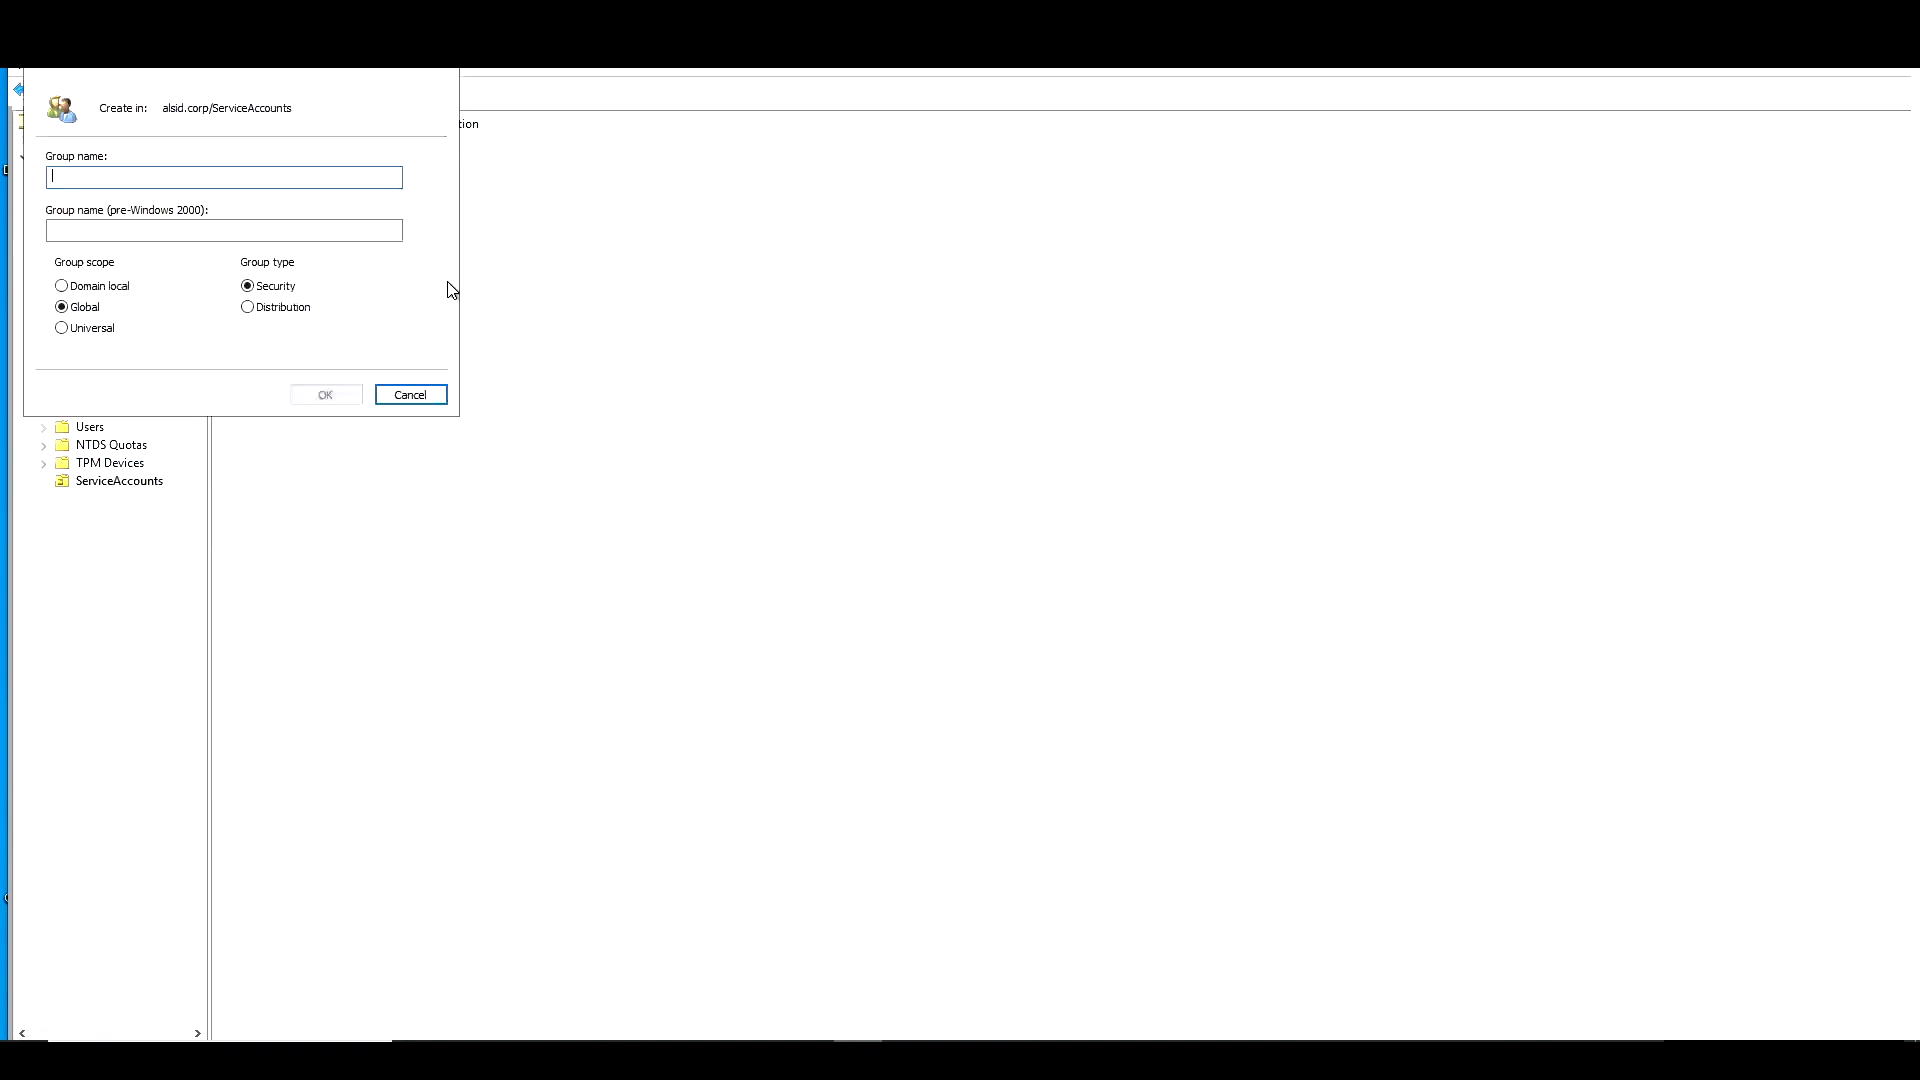 Create in: alsid.corp/ServiceAccounts
tion
Group name:
Group name (pre-Windows 2000):
Group scope
Group type
Domain local
Security
Global
Distribution
Universal
OK
Cancel
Users
NTDS Quotas
TPM Devices
ServiceAccounts